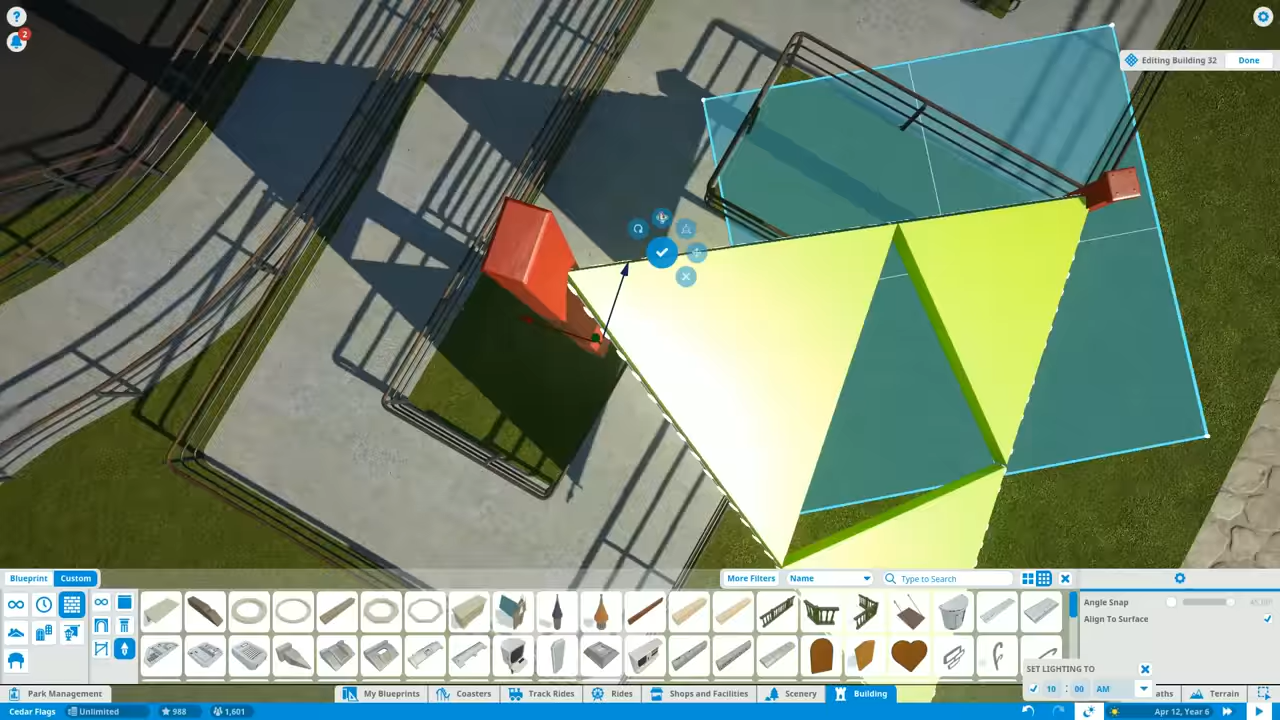 ?
2
Editing Building 32 Done
Blueprint Custom
More Filters Name Type to Search
Angle Snap
Align To Surface
SET LIGHTING TO
10 : 00 AM
Park Management My Blueprints Coasters Track Rides Rides Shops and Facilities Scenery Building aths Terrain
Cedar Flags Unlimited 988 1,601 Apr 12, Year 6